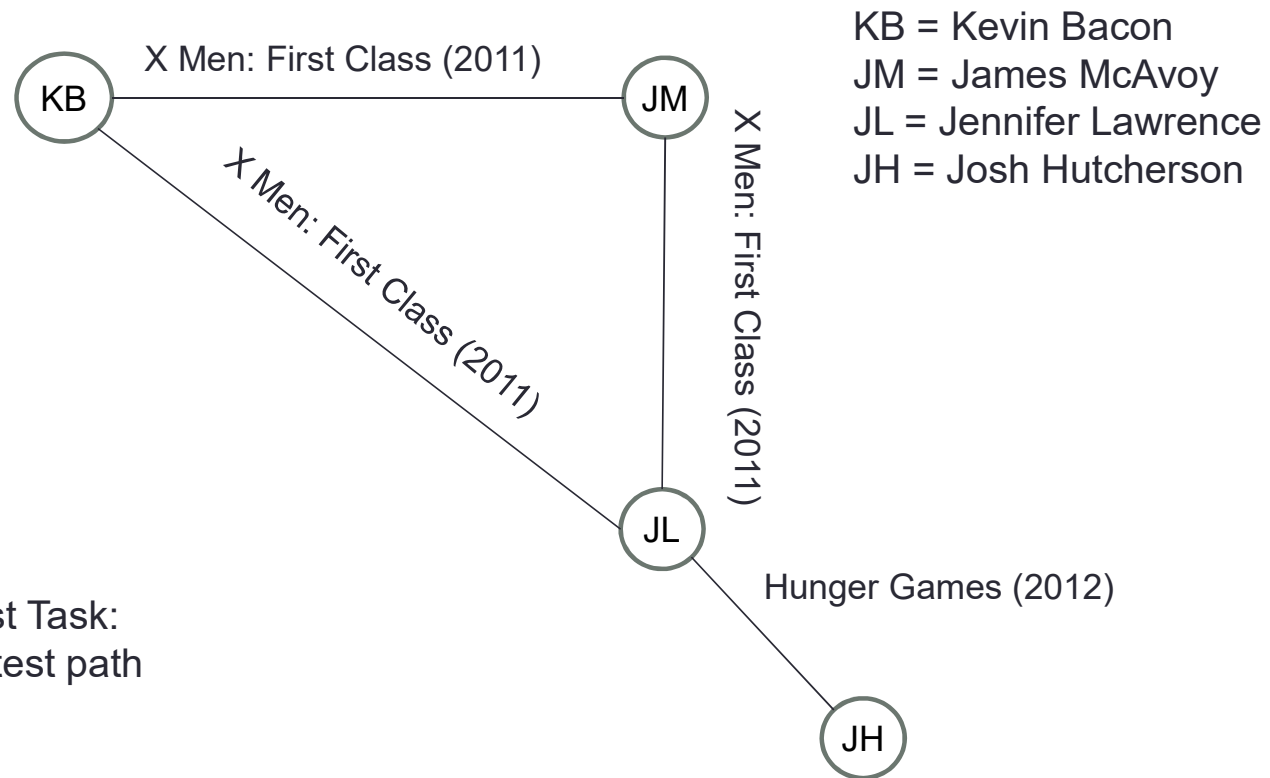 KB = Kevin Bacon
JM = James McAvoy
JL = Jennifer Lawrence
JH = Josh Hutcherson
X Men: First Class (2011)
KB
JM
X Men: First Class (2011)
X Men: First Class (2011)
JL
Hunger Games (2012)
st Task:
test path
JH